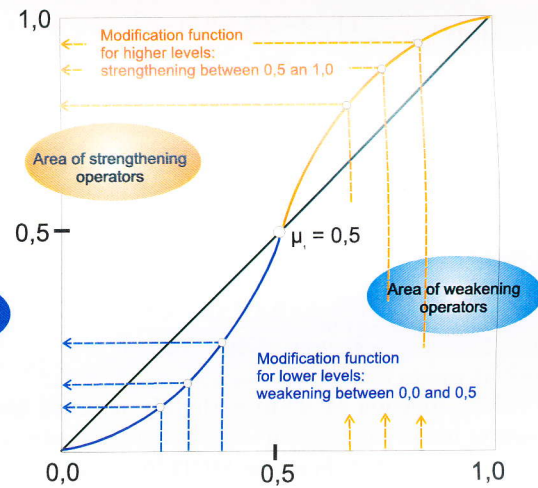 1,0
Modification function
for higher levels:
strengthening between 0,5 an 1,0
Area of strengthening
operators
0,5
μ, = 0,5
Area of weakening
operators
Modification function
for lower levels:
weakening between 0,0 and 0,5
0,0
0,5
1,0